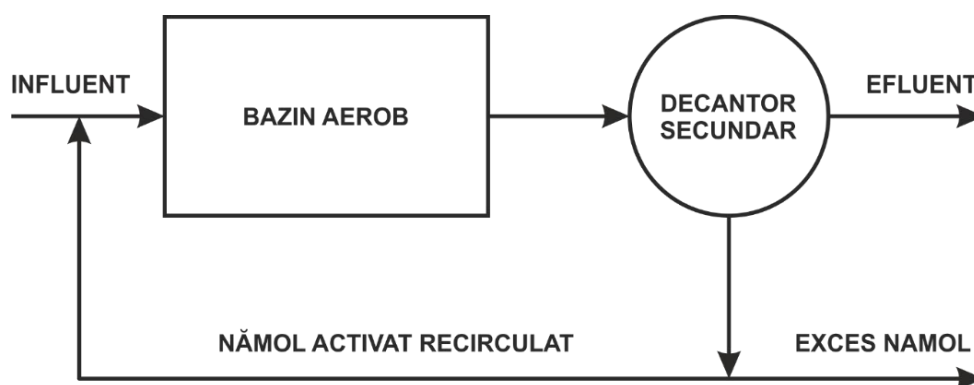 INFLUENT
BAZIN AEROB
DECANTOR
SECUNDAR
EFLUENT
NĂMOL ACTIVAT RECIRCULAT
EXCES NAMOL